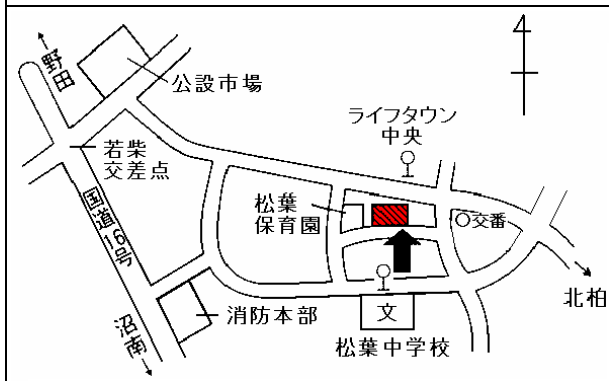 野田
公設市場
ライフタウン
中央
若柴
交差点
松葉
保育園
交番
国道16号
北柏
消防本部
文
沼南
松葉中学校